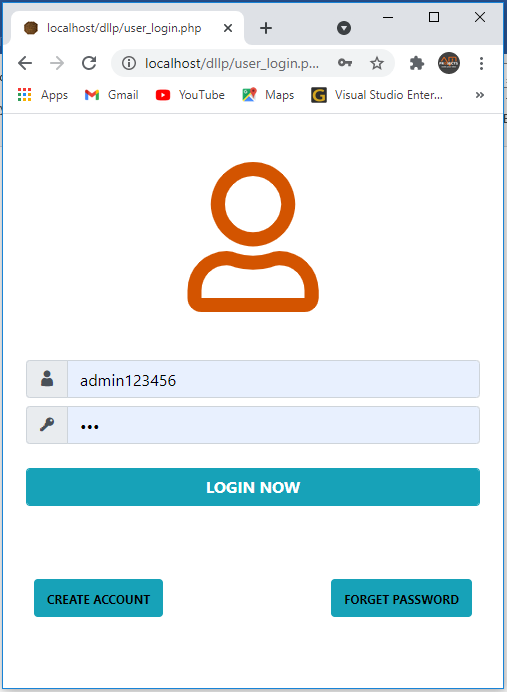 localhost/dllp/user_login.php
localhost/dllp/user_login.p...
Apps
Gmail
YouTube
Maps
Visual Studio Enter...
»
admin123456
•••
LOGIN NOW
CREATE ACCOUNT
FORGET PASSWORD